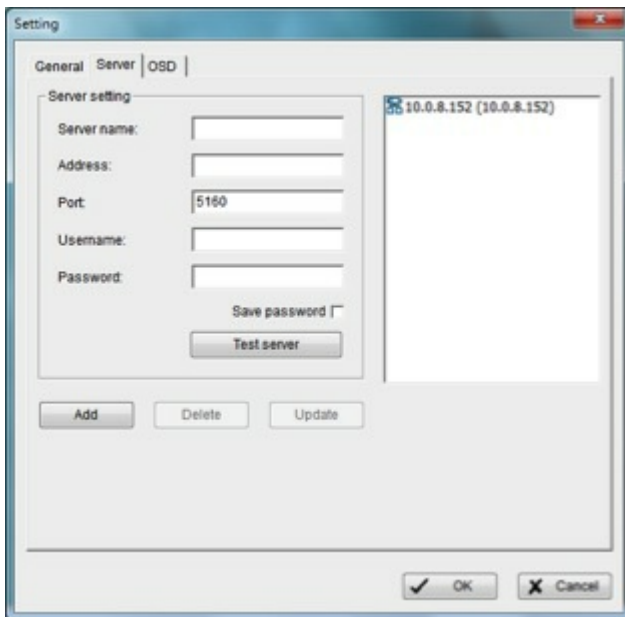 Setting
General Server OSD
Server setting
Server name:
Address:
Port: 5160
Username:
Password:
Save password
Test server
10.0.8.152 (10.0.8.152)
Add Delete Update
OK Cancel